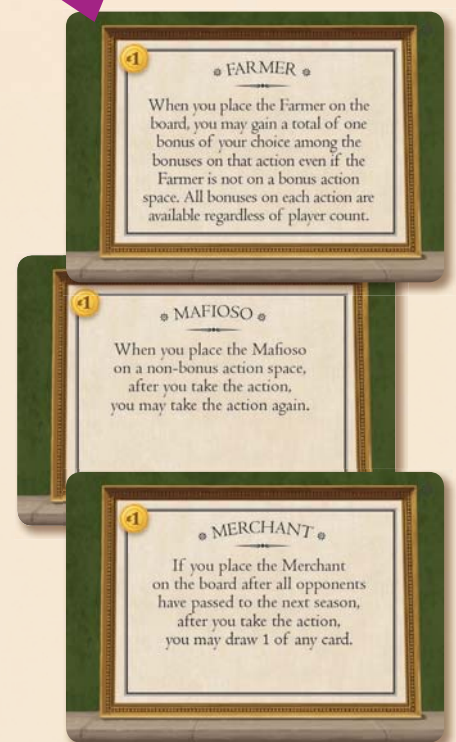 1
FARMER
When you place the Farmer on the
board, you may gain a total of one
bonus of your choice among the
bonuses on that action even if the
Farmer is not on a bonus action
space. All bonuses on each action are
available regardless of player count.
1
MAFIOSO
When you place the Mafioso
on a non-bonus action space,
after you take the action,
you may take the action again.
1
MERCHANT
If you place the Merchant
on the board after all opponents
have passed to the next season,
after you take the action,
you may draw 1 of any card.